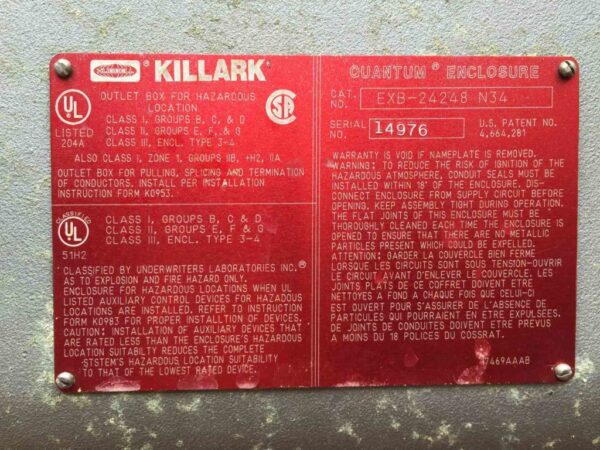 HUBBELL ® KILLARK®
UL
LISTED
204A
OUTLET BOX FOR HAZARDOUS
LOCATION
CLASS I, GROUPS B, C, & D
CLASS II, GROUPS E, F, & G
CLASS III, ENCL. TYPE 3-4
SA
ALSO CLASS I, ZONE 1, GROUPS IIB, +H2, IIA
OUTLET BOX FOR PULLING, SPLICING AND TERMINATION
OF CONDUCTORS. INSTALL PER INSTALLATION
INSTRUCTION FORM K0953.
CLASSIFIED
UL
51H2
CLASS I, GROUPS B, C & D
CLASS II, GROUPS E, F & G
CLASS III, ENCL. TYPE 3-4
CLASSIFIED BY UNDERWRITERS LABORATORIES INC.®
AS TO EXPLOSION AND FIRE HAZARD ONLY.
ENCLOSURE FOR HAZARDOUS LOCATIONS WHEN UL
LISTED AUXILIARY CONTROL DEVICES FOR HAZADOUS
LOCATIONS ARE INSTALLED. REFER TO INSTRUCTION
FORM K0983 FOR PROPER INSTALLTION OF DEVICES.
CAUTION: INSTALLATION OF AUXILIARY DEVICES THAT
ARE RATED LESS THAN THE ENCLOSURE'S HAZARDOUS
LOCATION SUITABILTY REDUCES THE COMPLETE
SYSTEM'S HAZARDOUS LOCATION SUITABILITY
TO THAT OF THE LOWEST RATED DEVICE.
QUANTUM® ENCLOSURE
CAT. NO. EXB-24248 N34
SERIAL NO. 14976
U.S. PATENT NO.
4,664,281
WARRANTY IS VOID IF NAMEPLATE IS REMOVED.
WARNING: TO REDUCE THE RISK OF IGNITION OF THE
HAZARDOUS ATMOSPHERE, CONDUIT SEALS MUST BE
INSTALLED WITHIN 18" OF THE ENCLOSURE. DIS-
CONNECT ENCLOSURE FROM SUPPLY CIRCUIT BEFORE
OPENING. KEEP ASSEMBLY TIGHT DURING OPERATION.
THE FLAT JOINTS OF THIS ENCLOSURE MUST BE
THOROUGHLY CLEANED EACH TIME THE ENCLOSURE IS
OPENED TO ENSURE THAT THERE ARE NO METALLIC
PARTICLES PRESENT WHICH COULD BE EXPELLED.
ATTENTION: GARDER LA COUVERCLE BIEN FERME
LORSQUE LES CIRCUITS SONT SOUS TENSION-OUVRIR
LE CIRCUIT AVANT D'ENLEVER LE COUVERCLE. LES
JOINTS PLATS DE CE COFFRET DOIVENT ETRE
NETTOYES A FOND A CHAQUE FOIS QUE CELUI-CI
EST OUVERT POUR S'ASSURER DE L'ABSENCE DE
PARTICULES QUI POURRAIENT EN ETRE EXPULSEES.
DE JOINTS DE CONDUITES DOIVENT ETRE PREVUS
A MOINS DU 18 POLICES DU COSSRAT.
469AAAB